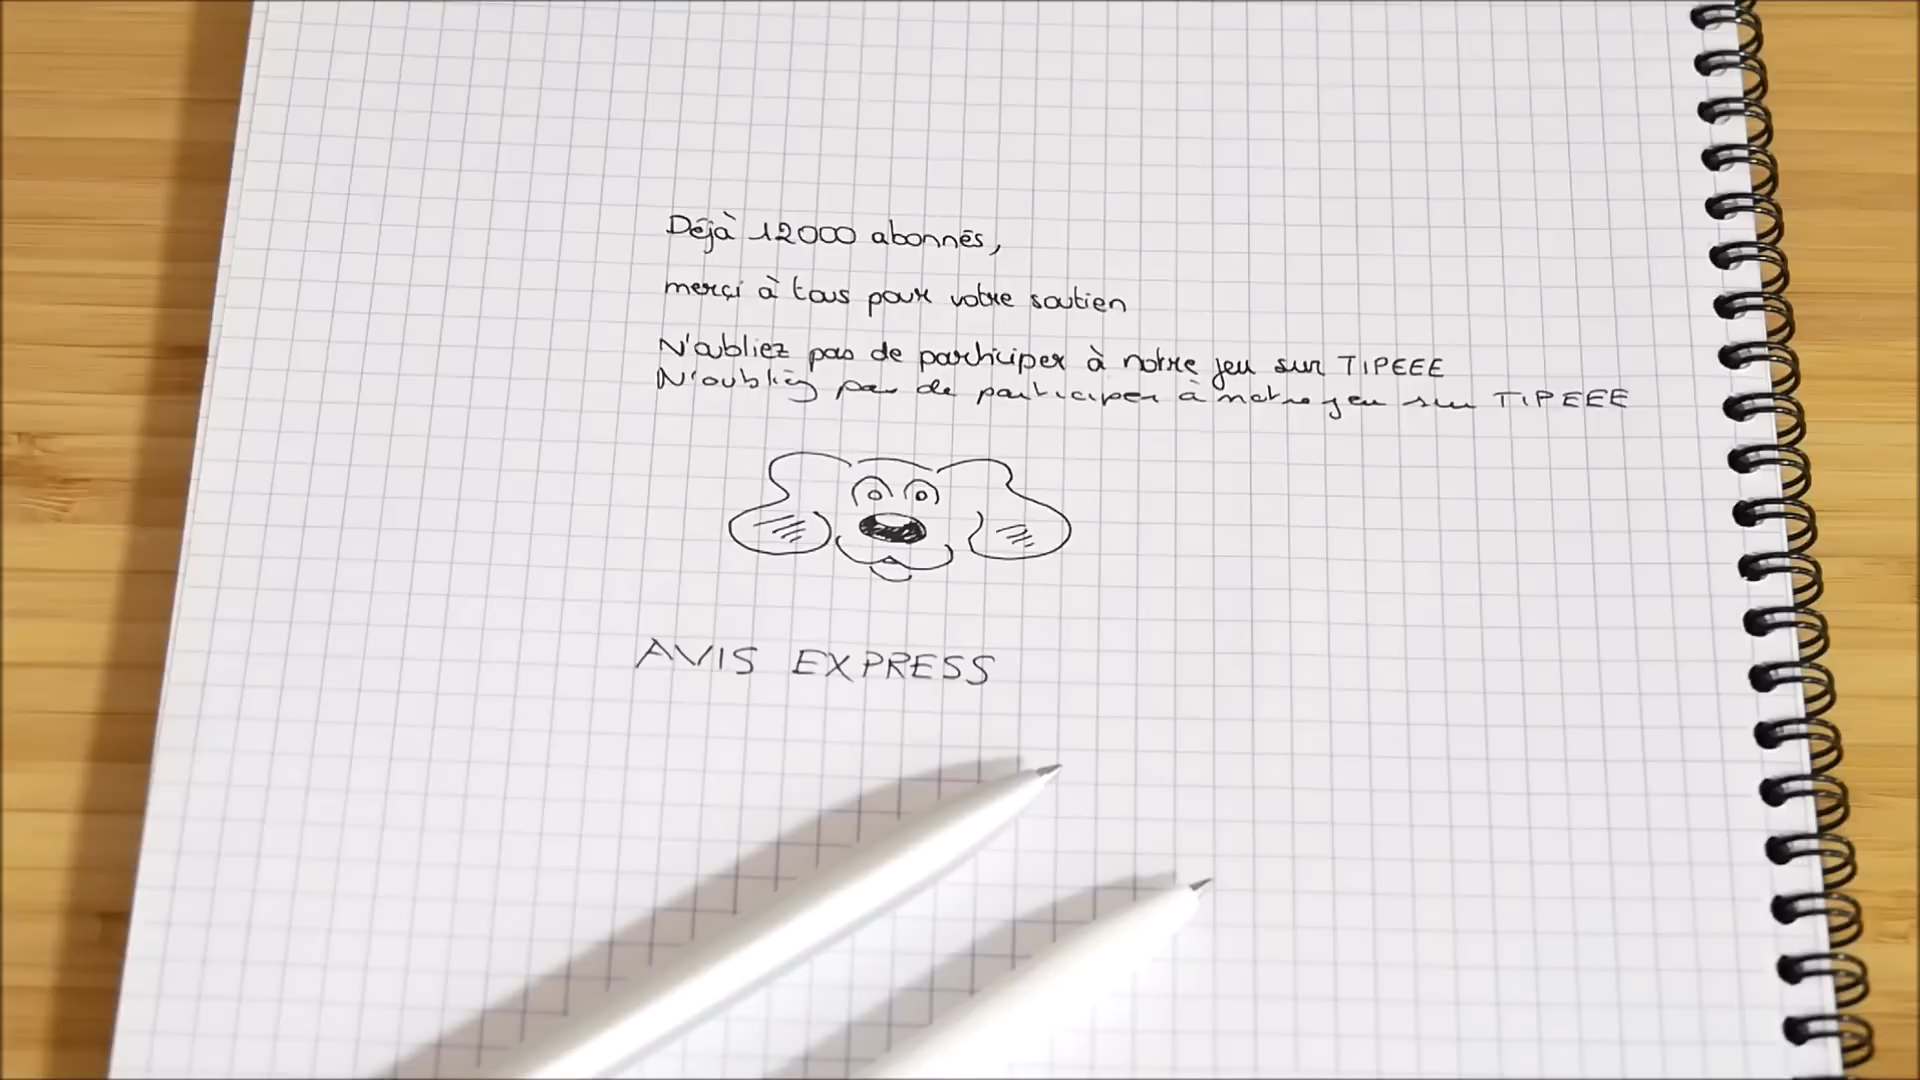 Déjà 12000 abonnés,
merci à tous pour votre soutien
N'oubliez pas de participer à notre jeu sur TIPEEE
N'oubliez pas de participer à notre jeu sur TIPEEE
AVIS EXPRESS